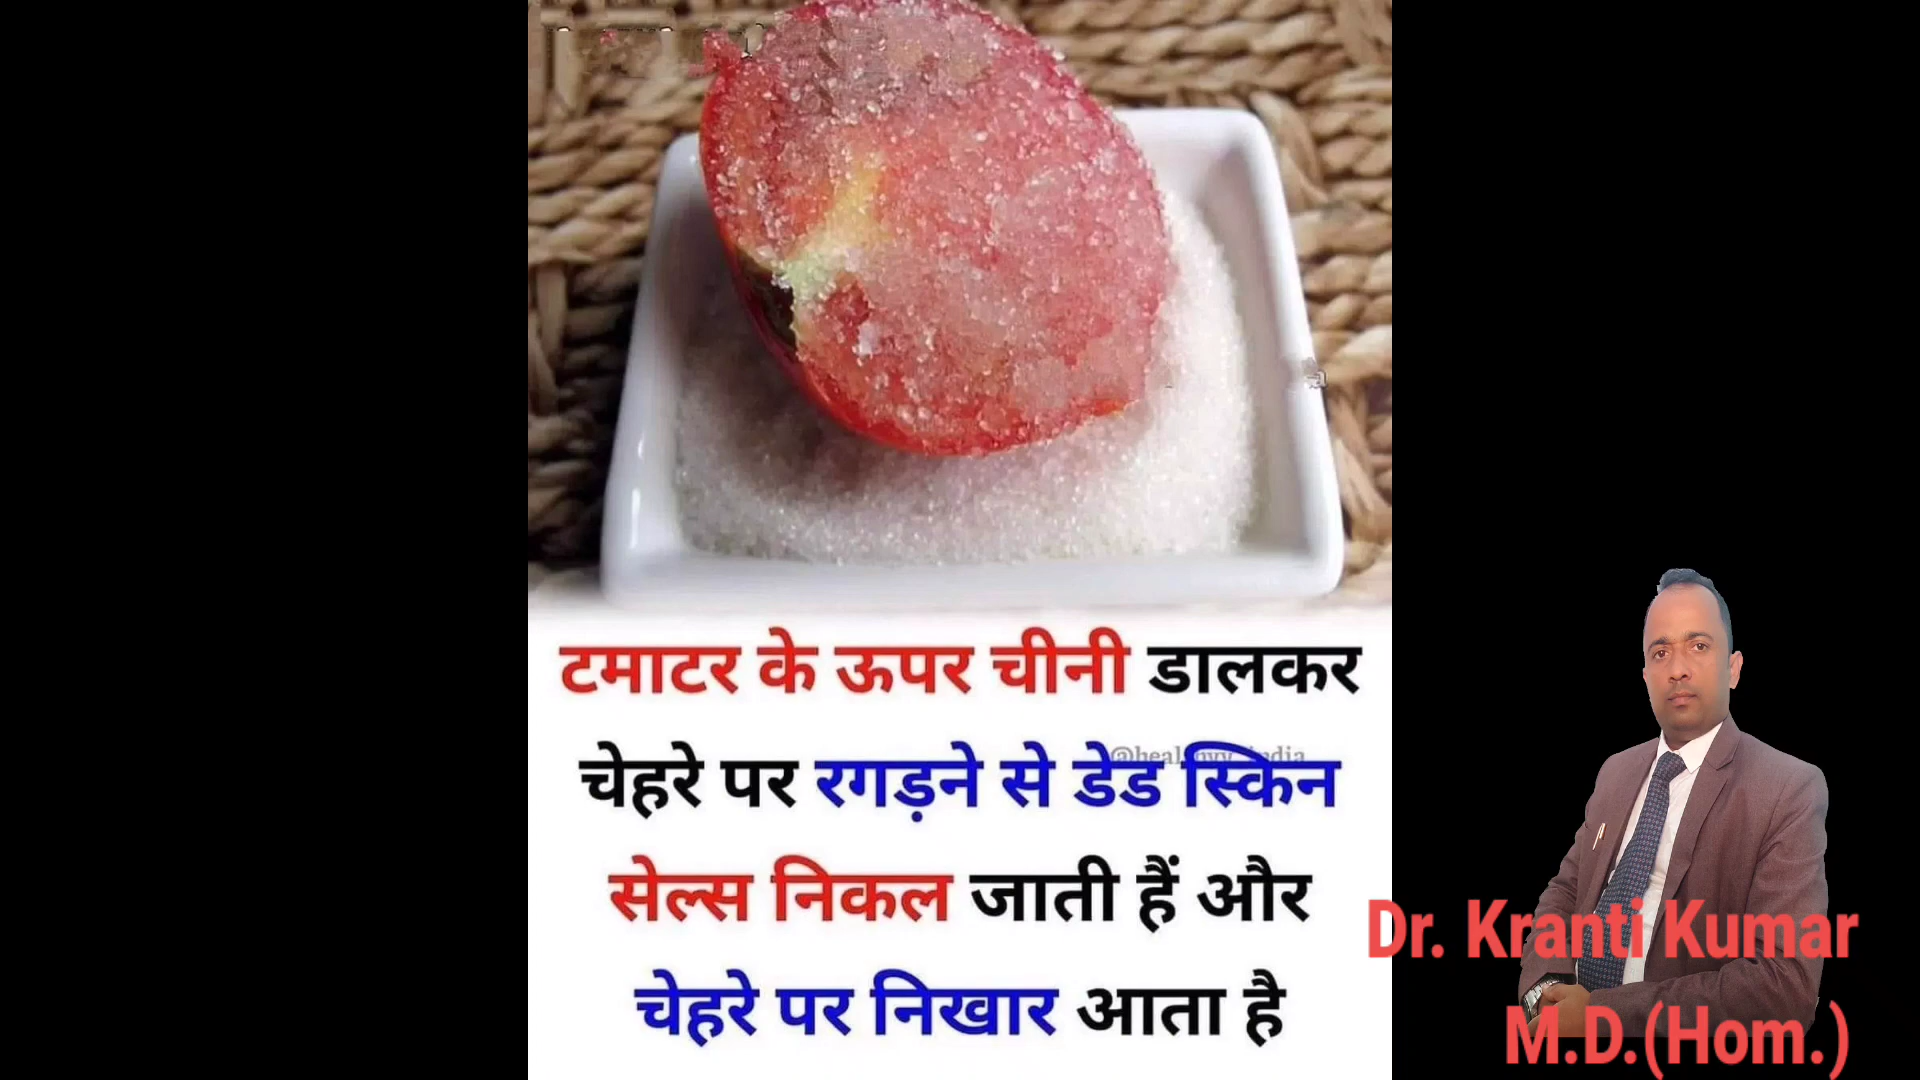 टमाटर के ऊपर चीनी डालकर
चेहरे पर रगड़ने से डेड स्किन
सेल्स निकल जाती हैं और
चेहरे पर निखार आता है
Dr. Kranti Kumar
M.D.(Hom.)